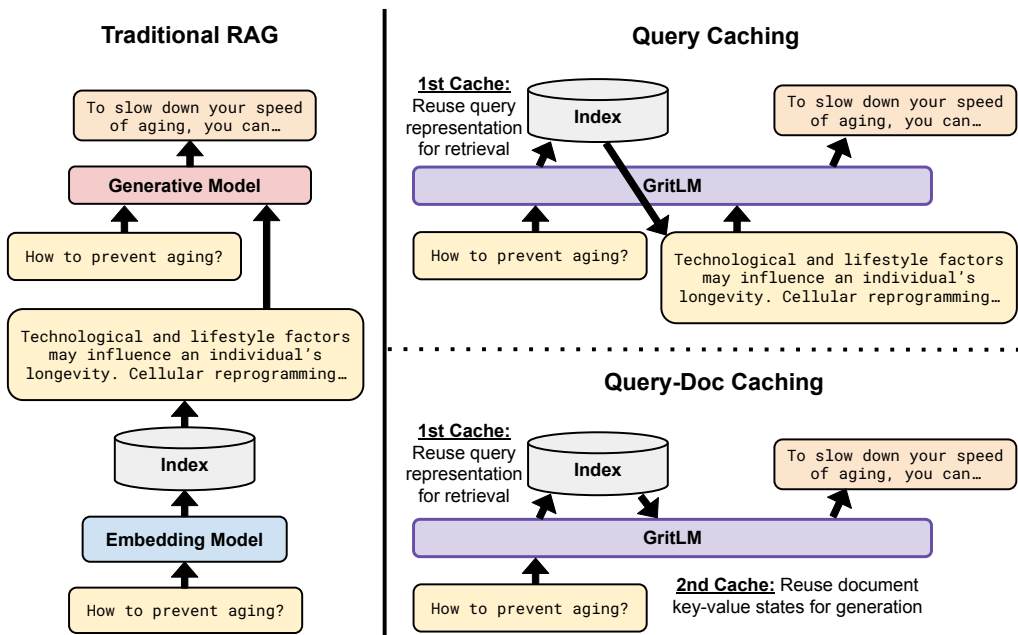 Traditional RAG
To slow down your speed
of aging, you can…
Generative Model
How to prevent aging?
Technological and lifestyle factors
may influence an individual's
longevity. Cellular reprogramming…
Index
Embedding Model
How to prevent aging?
Query Caching
1st Cache:
Reuse query
representation
for retrieval
Index
To slow down your speed
of aging, you can…
GritLM
How to prevent aging?
Technological and lifestyle factors
may influence an individual's
longevity. Cellular reprogramming…
Query-Doc Caching
1st Cache:
Reuse query
representation
for retrieval
Index
To slow down your speed
of aging, you can…
GritLM
How to prevent aging?
2nd Cache: Reuse document
key-value states for generation